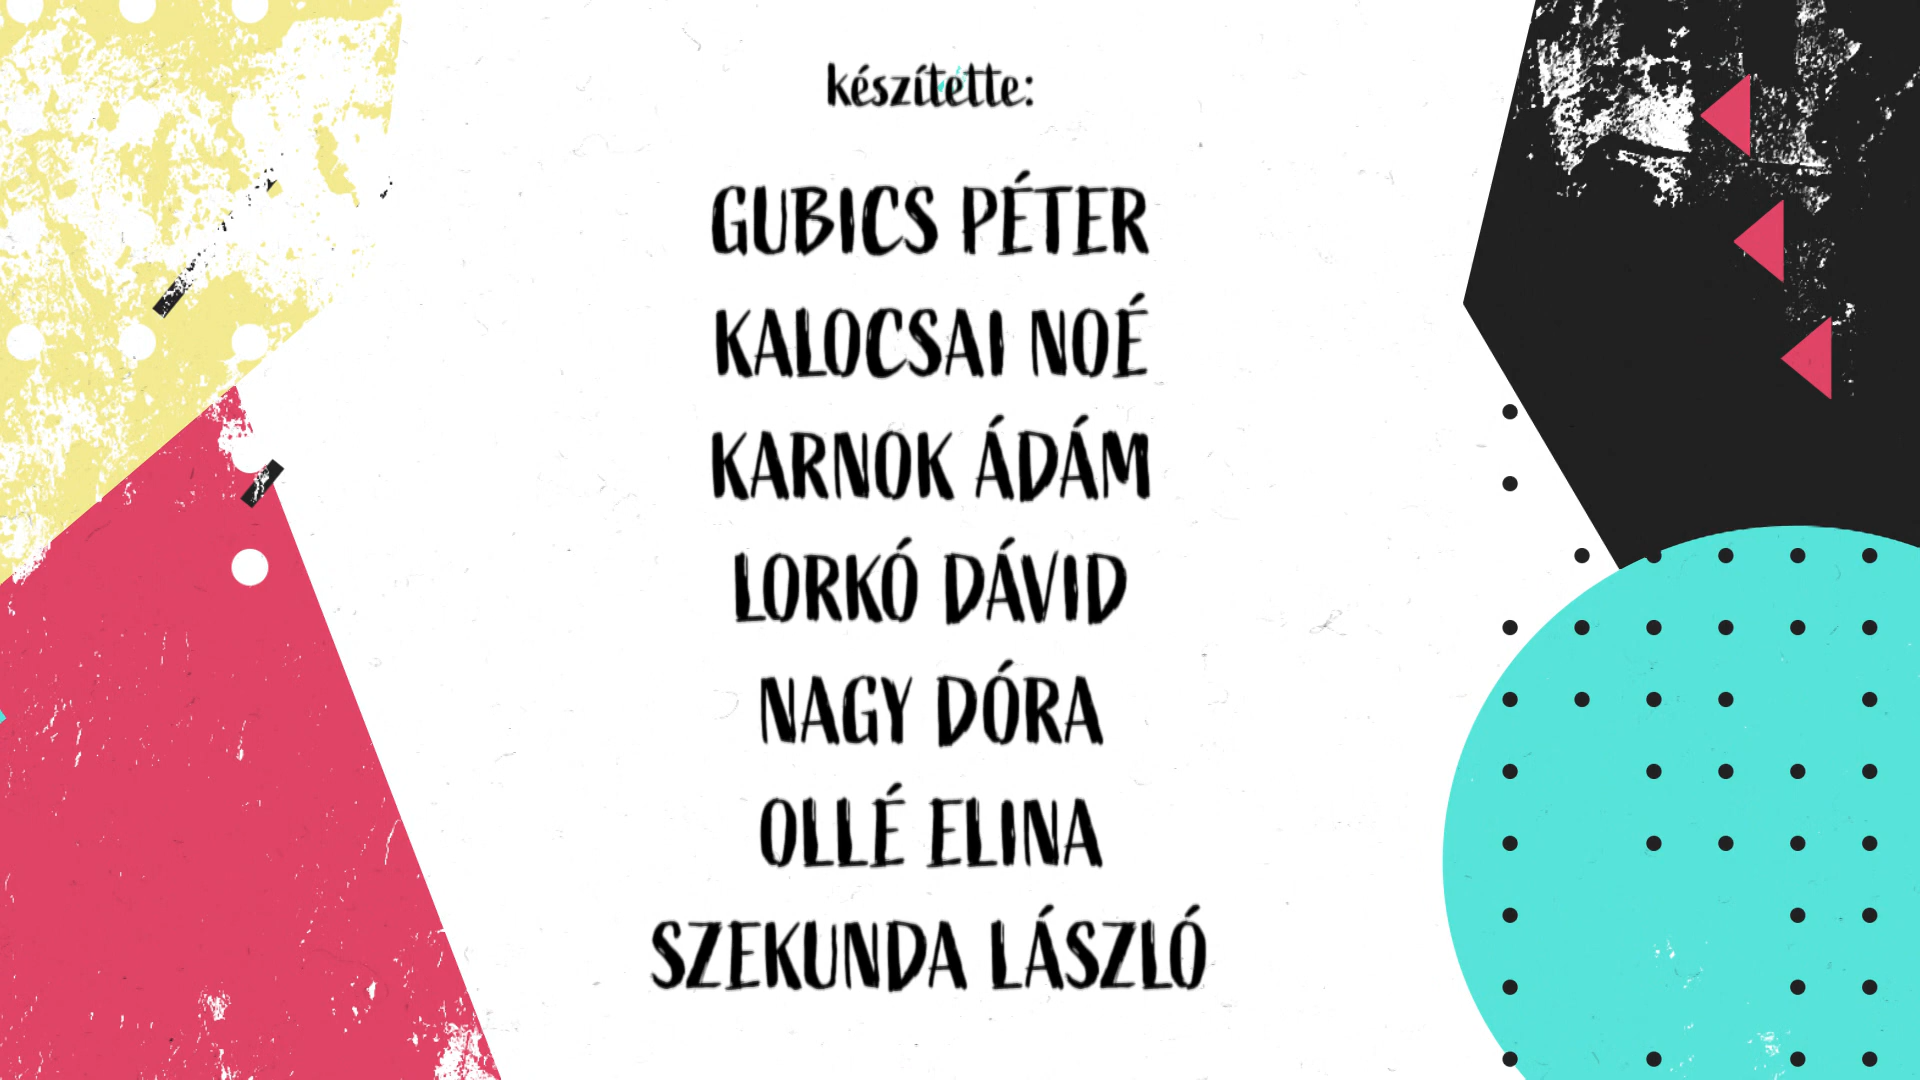 készítette:
GUBICS PÉTER
KALOCSAI NOÉ
KARNOK ÁDÁM
LORKÓ DÁVID
NAGY DÓRA
OLLÉ ELINA
SZEKUNDA LÁSZLÓ